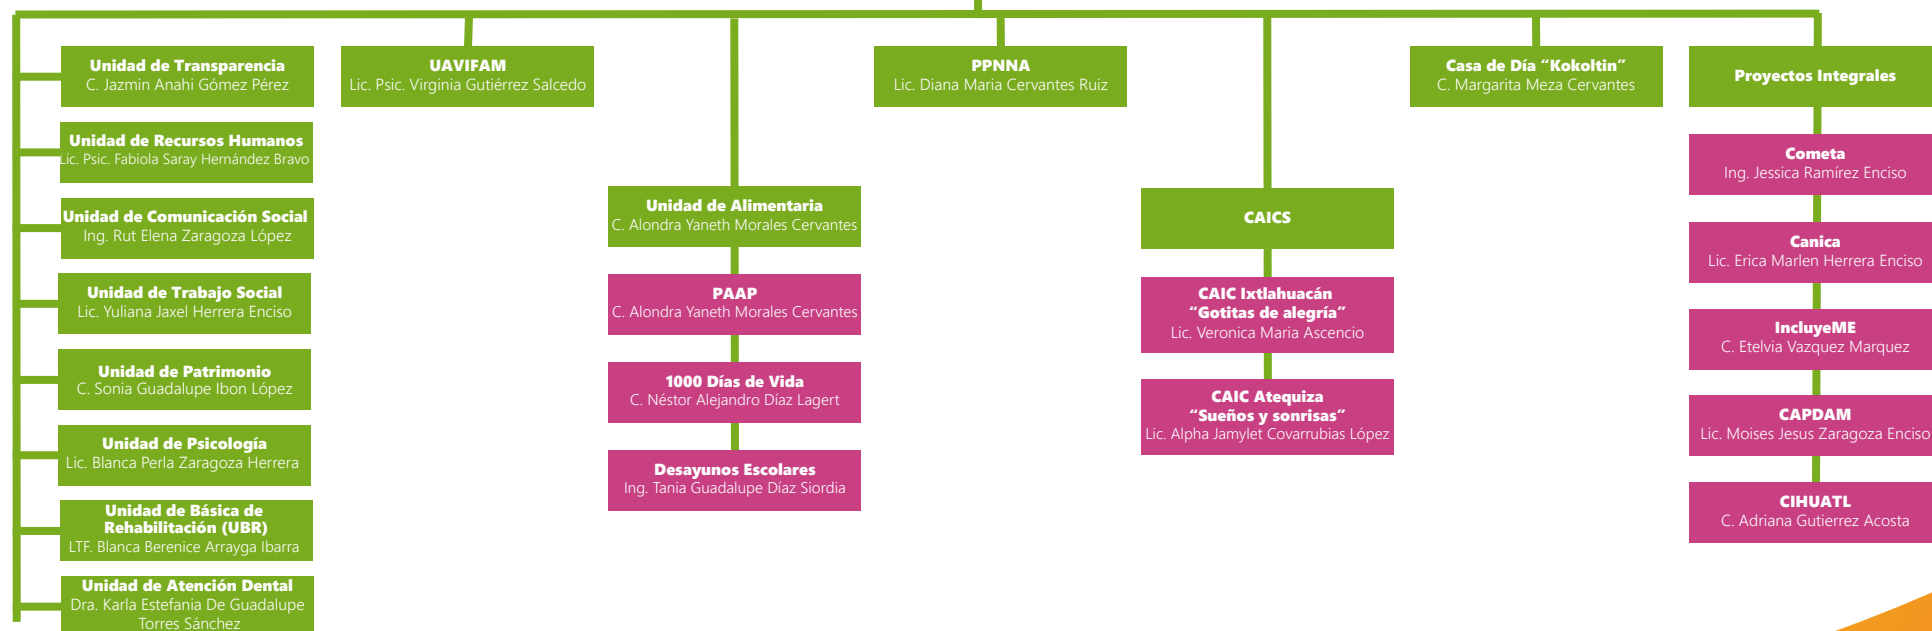 Unidad de Transparencia
C. Jazmin Anahi Gómez Pérez
Unidad de Recursos Humanos
Lic. Psic. Fabiola Saray Hernández Bravo
Unidad de Comunicación Social
Ing. Rut Elena Zaragoza López
Unidad de Trabajo Social
Lic. Yuliana Jaxel Herrera Enciso
Unidad de Patrimonio
C. Sonia Guadalupe Ibon López
Unidad de Psicología
Lic. Blanca Perla Zaragoza Herrera
Unidad de Básica de
Rehabilitación (UBR)
LTF. Blanca Berenice Arrayga Ibarra
Unidad de Atención Dental
Dra. Karla Estefania De Guadalupe
Torres Sánchez
UAVIFAM
Lic. Psic. Virginia Gutiérrez Salcedo
Unidad de Alimentaria
C. Alondra Yaneth Morales Cervantes
PAAP
C. Alondra Yaneth Morales Cervantes
1000 Días de Vida
C. Néstor Alejandro Díaz Lagert
Desayunos Escolares
Ing. Tania Guadalupe Díaz Siordia
PPNNA
Lic. Diana Maria Cervantes Ruiz
CAICS
CAIC Ixtlahuacán
“Gotitas de alegría”
Lic. Veronica Maria Ascencio
CAIC Atequiza
“Sueños y sonrisas”
Lic. Alpha Jamylet Covarrubias López
Casa de Día “Kokoltin”
C. Margarita Meza Cervantes
Proyectos Integrales
Cometa
Ing. Jessica Ramírez Enciso
Canica
Lic. Erica Marlen Herrera Enciso
IncluyeME
C. Etelvia Vazquez Marquez
CAPDAM
Lic. Moises Jesus Zaragoza Enciso
CIHUATL
C. Adriana Gutierrez Acosta